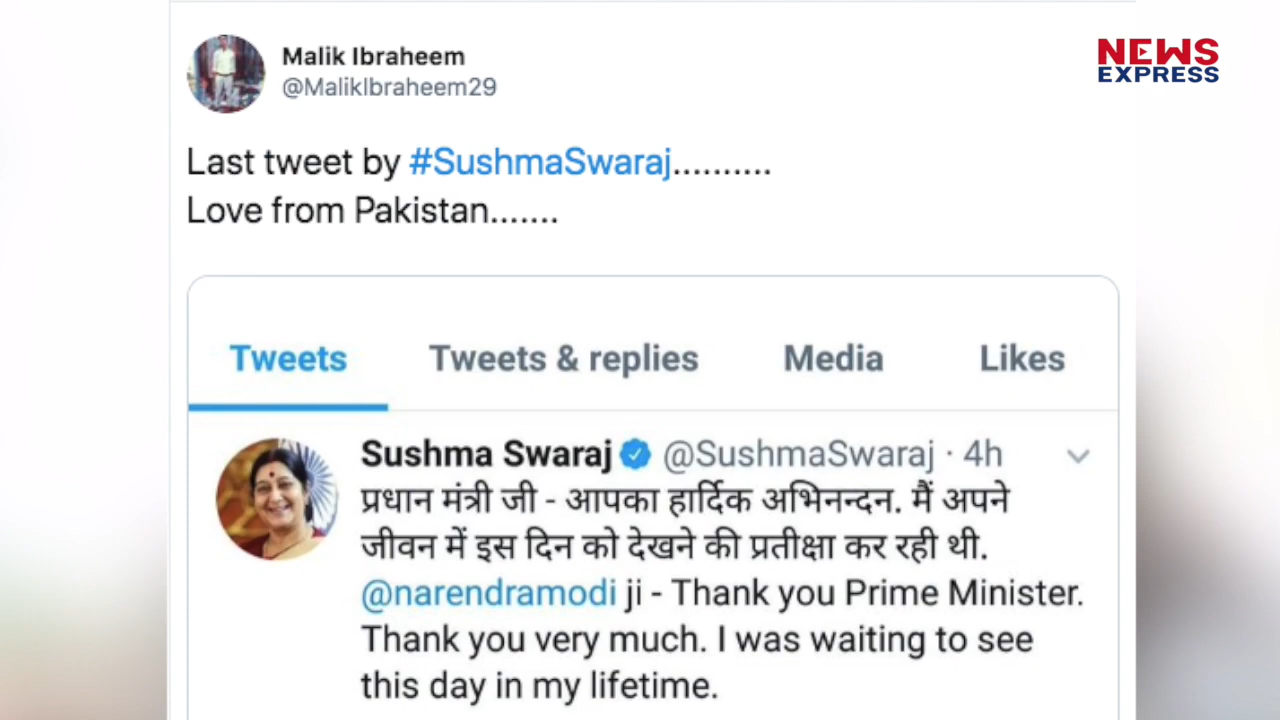 Malik Ibraheem
@MalikIbraheem29
NEWS
EXPRESS
Last tweet by #SushmaSwaraj..........
Love from Pakistan.......
Tweets Tweets & replies Media Likes
Sushma Swaraj @SushmaSwaraj · 4h
प्रधान मंत्री जी - आपका हार्दिक अभिनन्दन. मैं अपने
जीवन में इस दिन को देखने की प्रतीक्षा कर रही थी.
@narendramodi ji - Thank you Prime Minister.
Thank you very much. I was waiting to see
this day in my lifetime.